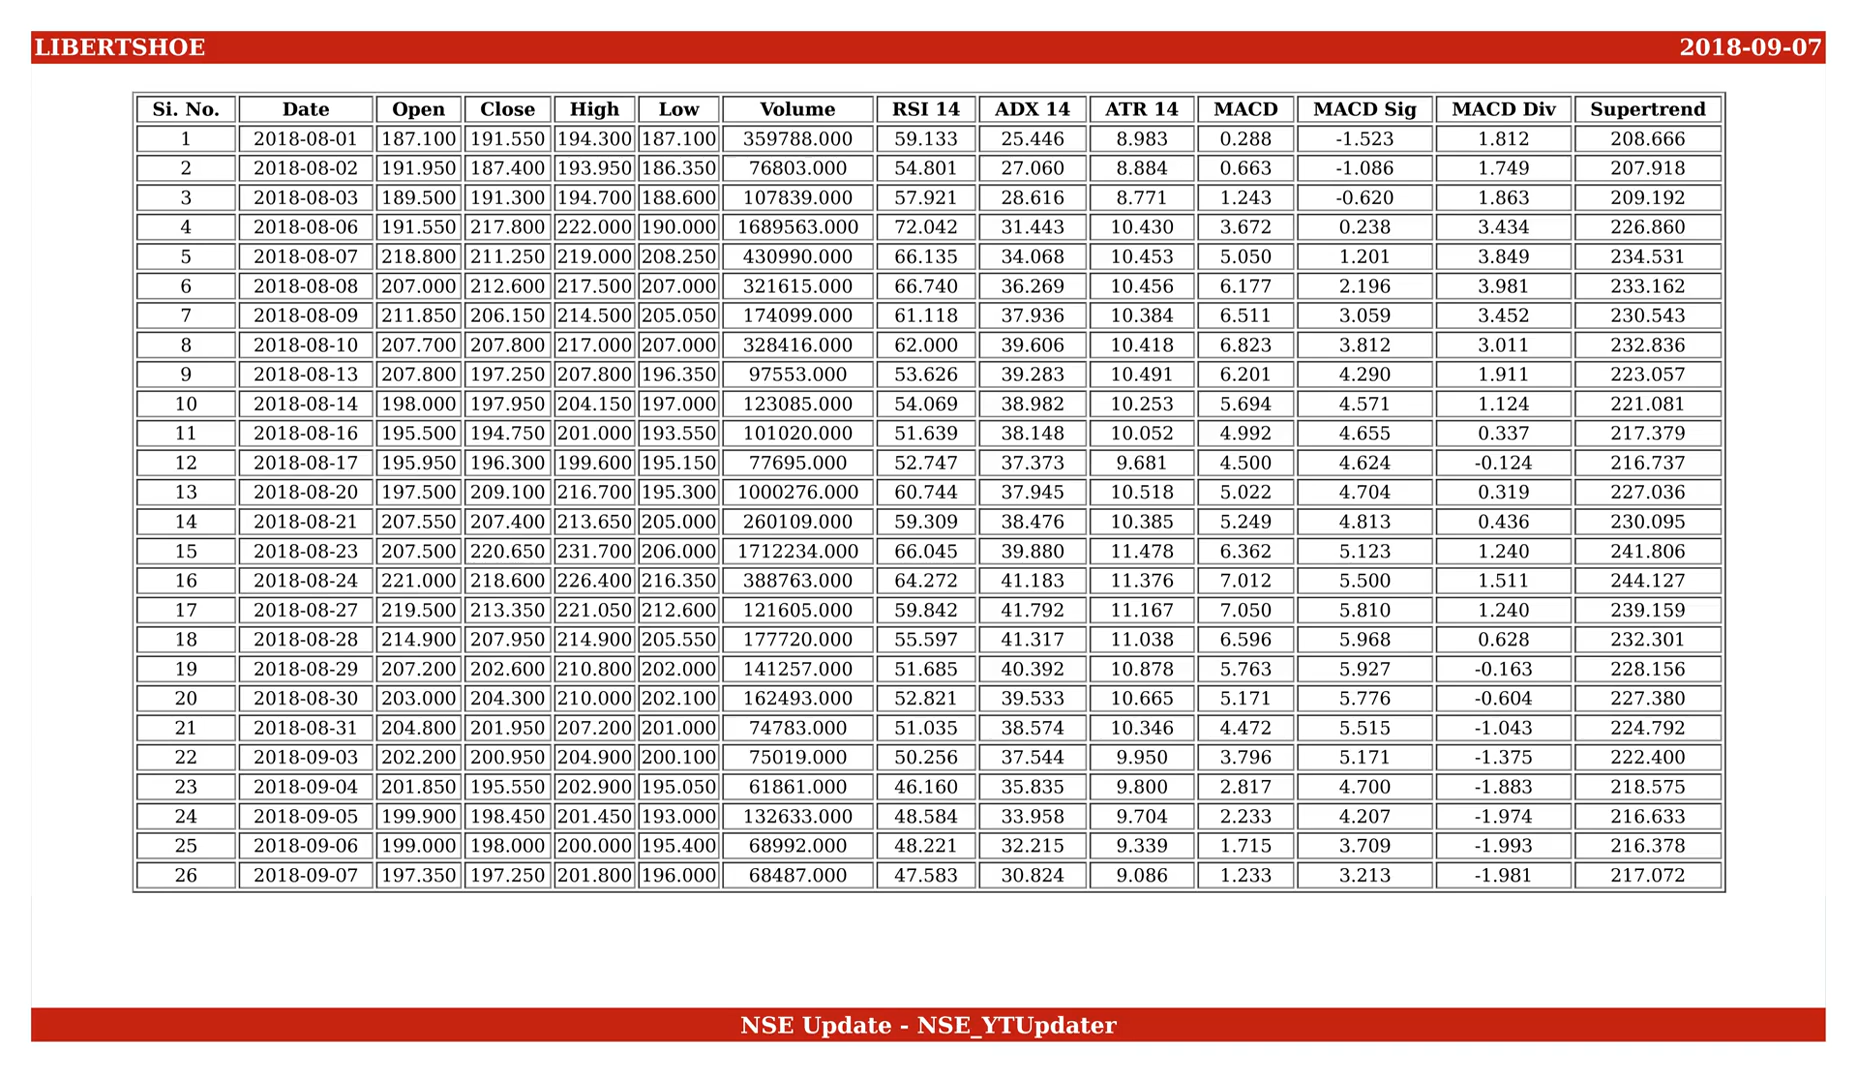 LIBERTSHOE 2018-09-07
Si. No. Date Open Close High Low Volume RSI 14 ADX 14 ATR 14 MACD MACD Sig MACD Div Supertrend
1 2018-08-01 187.100 191.550 194.300 187.100 359788.000 59.133 25.446 8.983 0.288 -1.523 1.812 208.666
2 2018-08-02 191.950 187.400 193.950 186.350 76803.000 54.801 27.060 8.884 0.663 -1.086 1.749 207.918
3 2018-08-03 189.500 191.300 194.700 188.600 107839.000 57.921 28.616 8.771 1.243 -0.620 1.863 209.192
4 2018-08-06 191.550 217.800 222.000 190.000 1689563.000 72.042 31.443 10.430 3.672 0.238 3.434 226.860
5 2018-08-07 218.800 211.250 219.000 208.250 430990.000 66.135 34.068 10.453 5.050 1.201 3.849 234.531
6 2018-08-08 207.000 212.600 217.500 207.000 321615.000 66.740 36.269 10.456 6.177 2.196 3.981 233.162
7 2018-08-09 211.850 206.150 214.500 205.050 174099.000 61.118 37.936 10.384 6.511 3.059 3.452 230.543
8 2018-08-10 207.700 207.800 217.000 207.000 328416.000 62.000 39.606 10.418 6.823 3.812 3.011 232.836
9 2018-08-13 207.800 197.250 207.800 196.350 97553.000 53.626 39.283 10.491 6.201 4.290 1.911 223.057
10 2018-08-14 198.000 197.950 204.150 197.000 123085.000 54.069 38.982 10.253 5.694 4.571 1.124 221.081
11 2018-08-16 195.500 194.750 201.000 193.550 101020.000 51.639 38.148 10.052 4.992 4.655 0.337 217.379
12 2018-08-17 195.950 196.300 199.600 195.150 77695.000 52.747 37.373 9.681 4.500 4.624 -0.124 216.737
13 2018-08-20 197.500 209.100 216.700 195.300 1000276.000 60.744 37.945 10.518 5.022 4.704 0.319 227.036
14 2018-08-21 207.550 207.400 213.650 205.000 260109.000 59.309 38.476 10.385 5.249 4.813 0.436 230.095
15 2018-08-23 207.500 220.650 231.700 206.000 1712234.000 66.045 39.880 11.478 6.362 5.123 1.240 241.806
16 2018-08-24 221.000 218.600 226.400 216.350 388763.000 64.272 41.183 11.376 7.012 5.500 1.511 244.127
17 2018-08-27 219.500 213.350 221.050 212.600 121605.000 59.842 41.792 11.167 7.050 5.810 1.240 239.159
18 2018-08-28 214.900 207.950 214.900 205.550 177720.000 55.597 41.317 11.038 6.596 5.968 0.628 232.301
19 2018-08-29 207.200 202.600 210.800 202.000 141257.000 51.685 40.392 10.878 5.763 5.927 -0.163 228.156
20 2018-08-30 203.000 204.300 210.000 202.100 162493.000 52.821 39.533 10.665 5.171 5.776 -0.604 227.380
21 2018-08-31 204.800 201.950 207.200 201.000 74783.000 51.035 38.574 10.346 4.472 5.515 -1.043 224.792
22 2018-09-03 202.200 200.950 204.900 200.100 75019.000 50.256 37.544 9.950 3.796 5.171 -1.375 222.400
23 2018-09-04 201.850 195.550 202.900 195.050 61861.000 46.160 35.835 9.800 2.817 4.700 -1.883 218.575
24 2018-09-05 199.900 198.450 201.450 193.000 132633.000 48.584 33.958 9.704 2.233 4.207 -1.974 216.633
25 2018-09-06 199.000 198.000 200.000 195.400 68992.000 48.221 32.215 9.339 1.715 3.709 -1.993 216.378
26 2018-09-07 197.350 197.250 201.800 196.000 68487.000 47.583 30.824 9.086 1.233 3.213 -1.981 217.072
NSE Update - NSE_YTUpdater